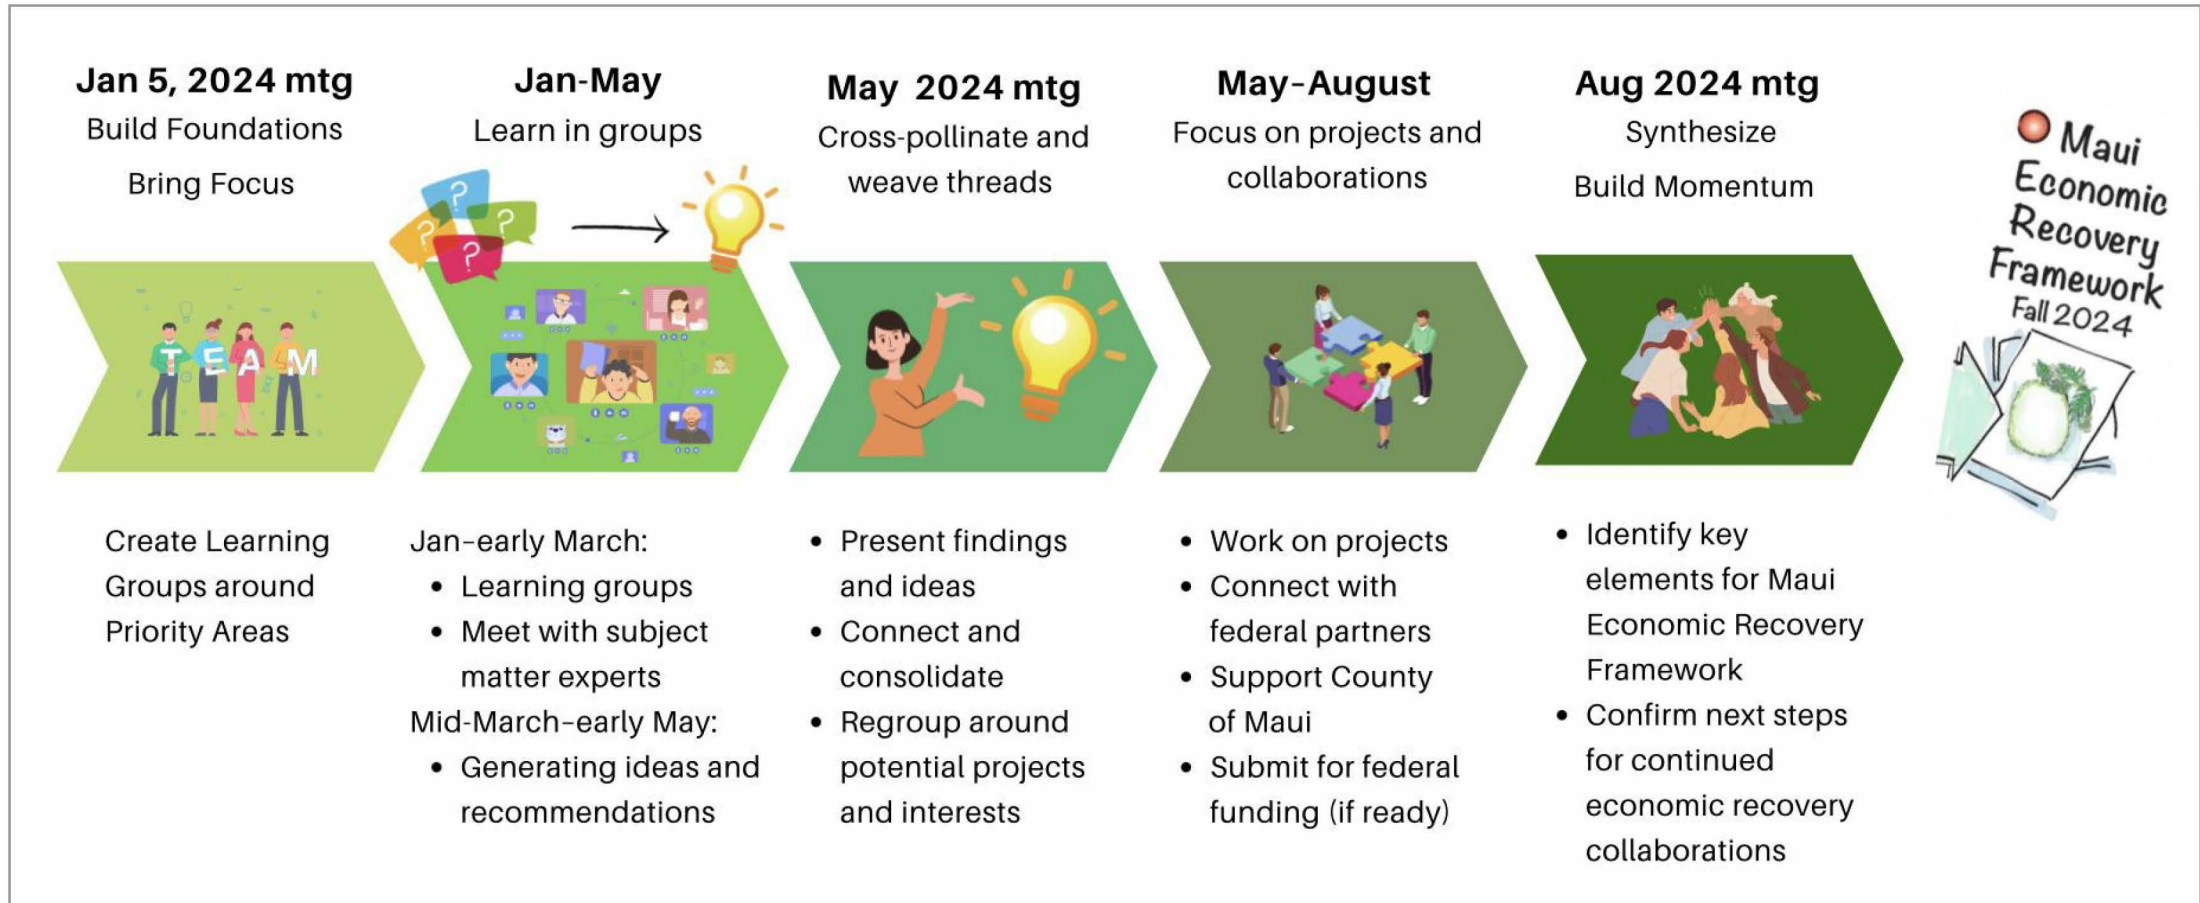 Jan 5, 2024 mtg
Build Foundations
Bring Focus
TEAM
Create Learning
Groups around
Priority Areas
Jan-May
Learn in groups
?
?
?
?
Jan–early March:
• Learning groups
• Meet with subject
matter experts
Mid-March–early May:
• Generating ideas and
recommendations
May 2024 mtg
Cross-pollinate and
weave threads
• Present findings
and ideas
• Connect and
consolidate
• Regroup around
potential projects
and interests
May–August
Focus on projects and
collaborations
• Work on projects
• Connect with
federal partners
• Support County
of Maui
• Submit for federal
funding (if ready)
Aug 2024 mtg
Synthesize
Build Momentum
• Identify key
elements for Maui
Economic Recovery
Framework
• Confirm next steps
for continued
economic recovery
collaborations
Maui
Economic
Recovery
Framework
Fall 2024